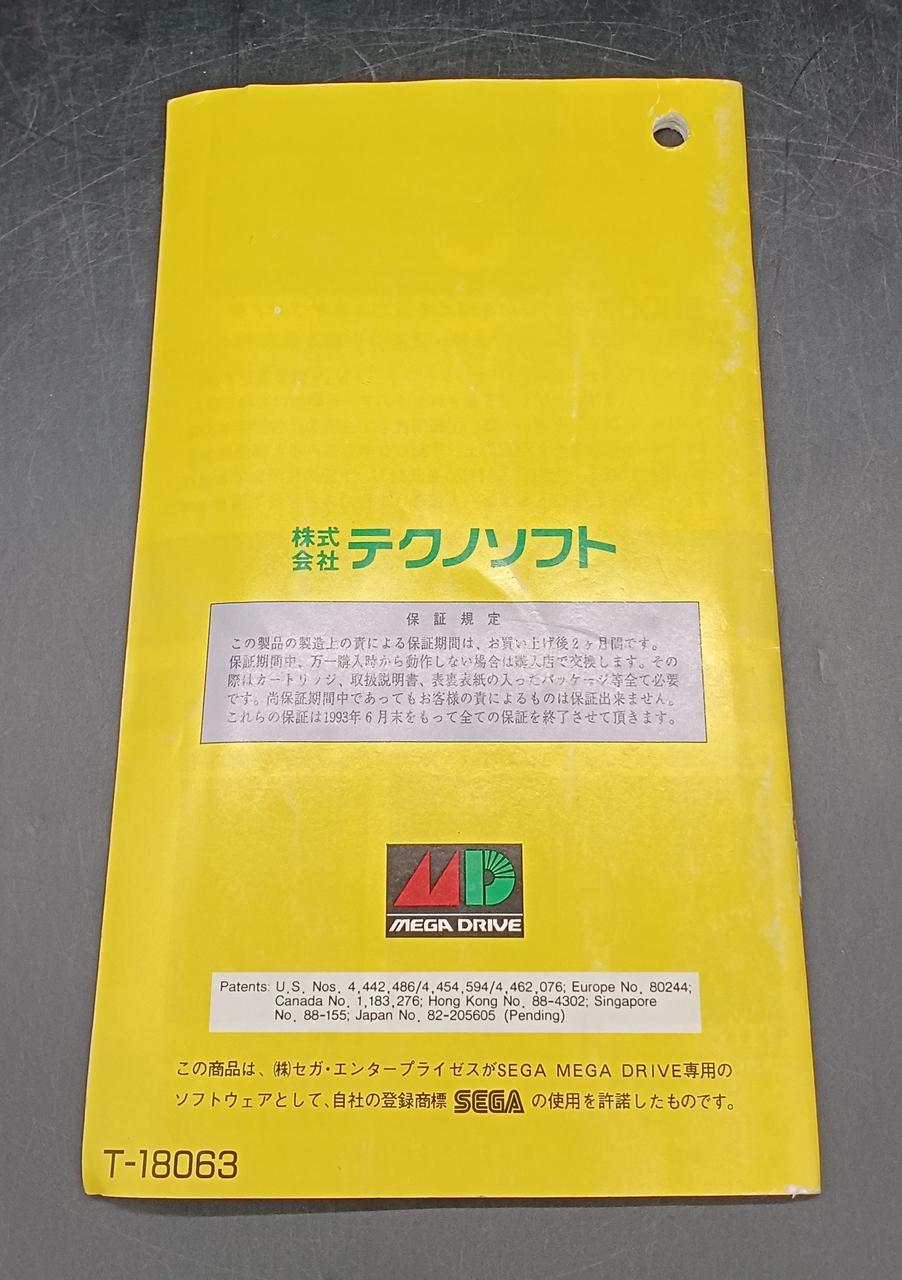 株式
会社 テクノソフト
保証規定
この製品の製造上の責による保証期間は、お買い上げ後2ヶ月間です。
保証期間中、万一購入時から動作しない場合は購入店で交換します。その
際はカートリッジ、取扱説明書、表裏表紙の入ったパッケージ等全て必要
です。尚保証期間中であってもお客様の責によるものは保証出来ません。
これらの保証は1993年6月末をもって全ての保証を終了させて頂きます。
MD
MEGA DRIVE
Patents: U.S. Nos. 4,442,486/4,454,594/4,462,076; Europe No. 80244;
Canada No. 1,183,276; Hong Kong No. 88-4302; Singapore
No. 88-155; Japan No. 82-205605 (Pending)
この商品は、㈱セガ・エンタープライゼスがSEGA MEGA DRIVE専用の
ソフトウェアとして、自社の登録商標 SEGA の使用を許諾したものです。
T-18063